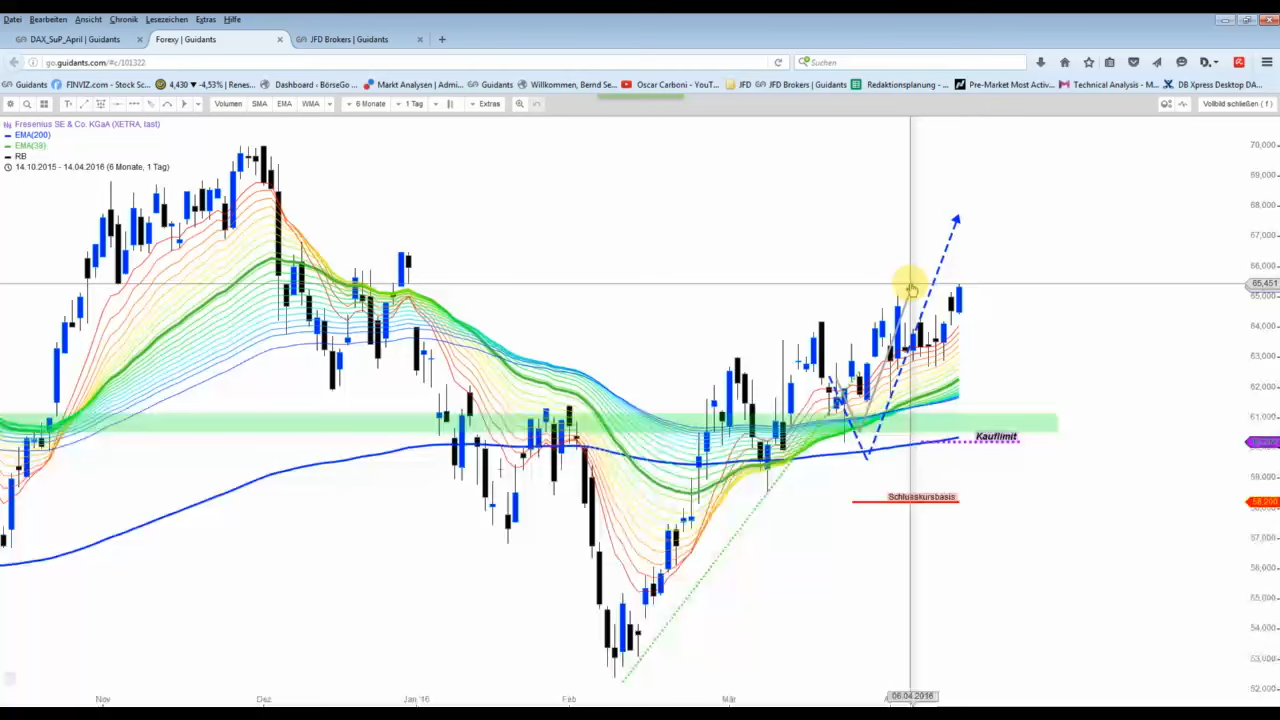 Datei Bearbeiten Ansicht Chronik Lesezeichen Extras Hilfe
DAX_SuP_April | Guidants Forexy | Guidants JFD Brokers | Guidants
go.guidants.com/#c/101322 Suchen
Guidants FINVIZ.com - Stock Sc... 4,430 ▼ -4,53% | Renes... Dashboard ‹ BörseGo ... Markt Analysen | Admi... Guidants Willkommen, Bernd Se... Oscar Carboni - YouT... JFD JFD Brokers | Guidants Redaktionsplanung - ... Pre-Market Most Activ... Technical Analysis - M... DB Xpress Desktop DA...
Volumen SMA EMA WMA 6 Monate 1 Tag Extras Vollbild schließen ( f )
Fresenius SE & Co. KGaA (XETRA, last)
EMA(200)
EMA(38)
RB
14.10.2015 - 14.04.2016 (6 Monate, 1 Tag)
70,000
69,000
68,000
67,000
66,000
65,451
65,000
64,000
63,000
62,000
61,000
Kauflimit
59,000
Schlusskursbasis
58,200
57,000
56,000
55,000
54,000
53,000
52,000
Nov Dez Jan '16 Feb Mär 06.04.2016